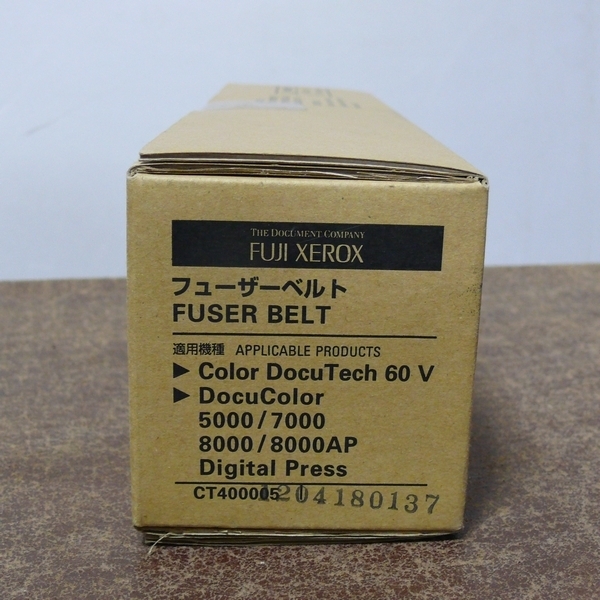 THE DOCUMENT COMPANY
FUJI XEROX
フューザーベルト
FUSER BELT
適用機種 APPLICABLE PRODUCTS
▶ Color DocuTech 60 V
▶ DocuColor
5000/7000
8000/8000AP
Digital Press
CT400005 1204180137